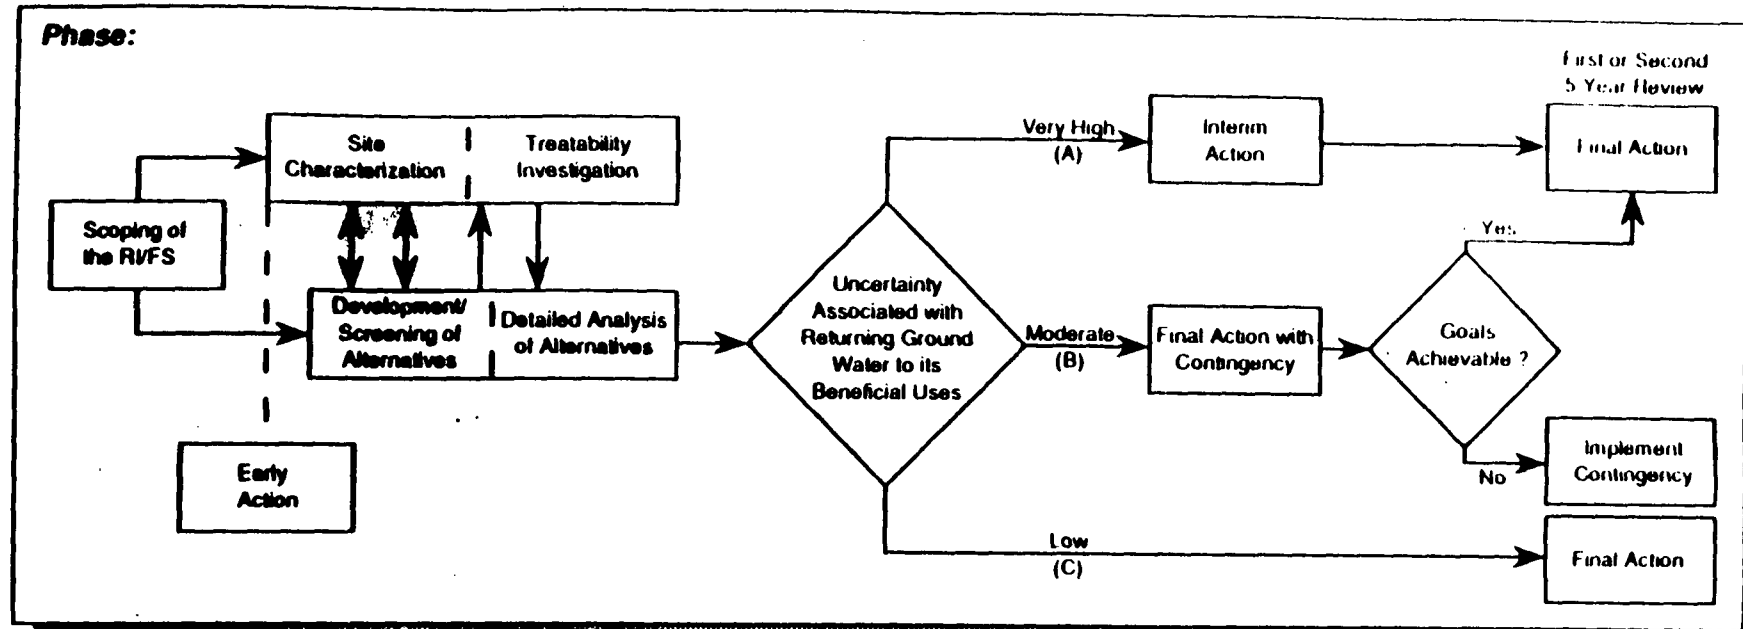 Phase:
First or Second
5 Year Review
Site
Characterization
Treatability
Investigation
Very High
(A)
Interim
Action
Final Action
Scoping of
the RI/FS
Yes
Development/
Screening of
Alternatives
Detailed Analysis
of Alternatives
Uncertainty
Associated with
Returning Ground
Water to its
Beneficial Uses
Moderate
(B)
Final Action with
Contingency
Goals
Achievable ?
Early
Action
No
Implement
Contingency
Low
(C)
Final Action